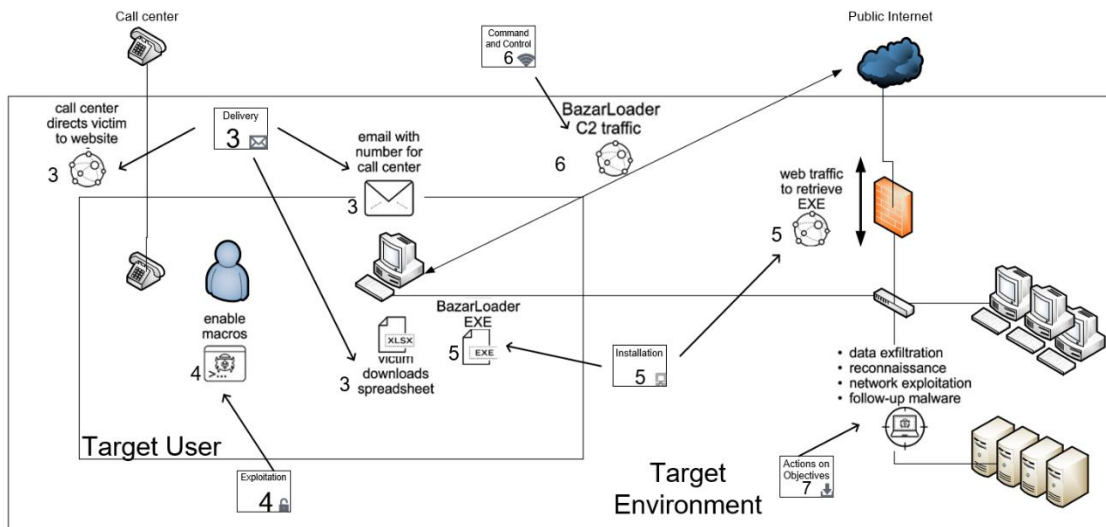 Call center
Public Internet
Command
and Control
6
call center
directs victim
to website
3
Delivery
3
email with
number for
call center
3
BazarLoader
C2 traffic
6
web traffic
to retrieve
EXE
5
enable
macros
>...
4
XLSX
victim
downloads
spreadsheet
3
BazarLoader
EXE
EXE
5
Installation
5
• data exfiltration
• reconnaissance
• network exploitation
• follow-up malware
Target User
Exploitation
4
Target
Environment
Actions on
Objectives
7